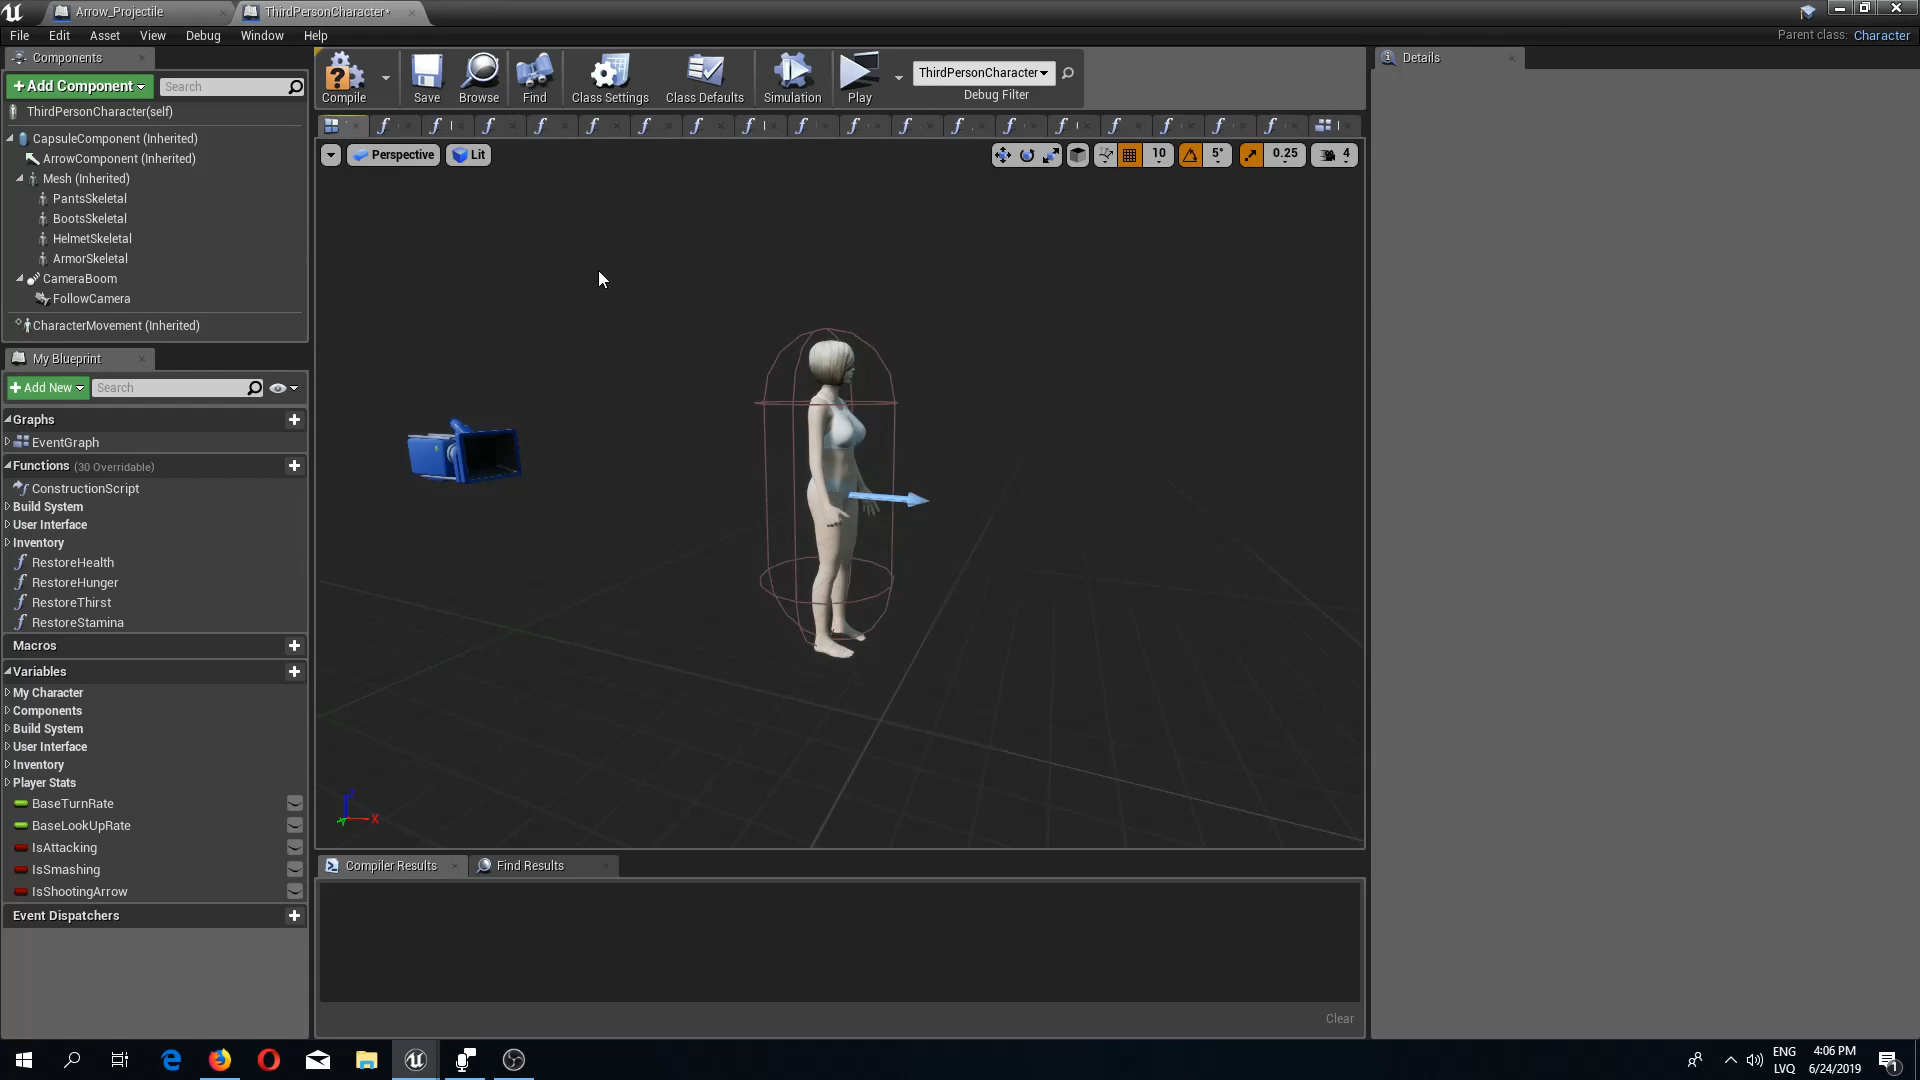 Arrow_Projectile
ThirdPersonCharacter*
File Edit Asset View Debug Window Help
Parent class: Character
Components
+Add Component
Search
ThirdPersonCharacter(self)
CapsuleComponent (Inherited)
ArrowComponent (Inherited)
Mesh (Inherited)
PantsSkeletal
BootsSkeletal
HelmetSkeletal
ArmorSkeletal
CameraBoom
FollowCamera
CharacterMovement (Inherited)
My Blueprint
+Add New
Search
Graphs
EventGraph
Functions (30 Overridable)
ConstructionScript
Build System
User Interface
Inventory
RestoreHealth
RestoreHunger
RestoreThirst
RestoreStamina
Macros
Variables
My Character
Components
Build System
User Interface
Inventory
Player Stats
BaseTurnRate
BaseLookUpRate
IsAttacking
IsSmashing
IsShootingArrow
Event Dispatchers
Compile
Save
Browse
Find
Class Settings
Class Defaults
Simulation
Play
ThirdPersonCharacter
Debug Filter
Perspective
Lit
10
5°
0.25
4
Z
X
Y
Compiler Results
Find Results
Clear
Details
ENG
LVQ
4:06 PM
6/24/2019
1